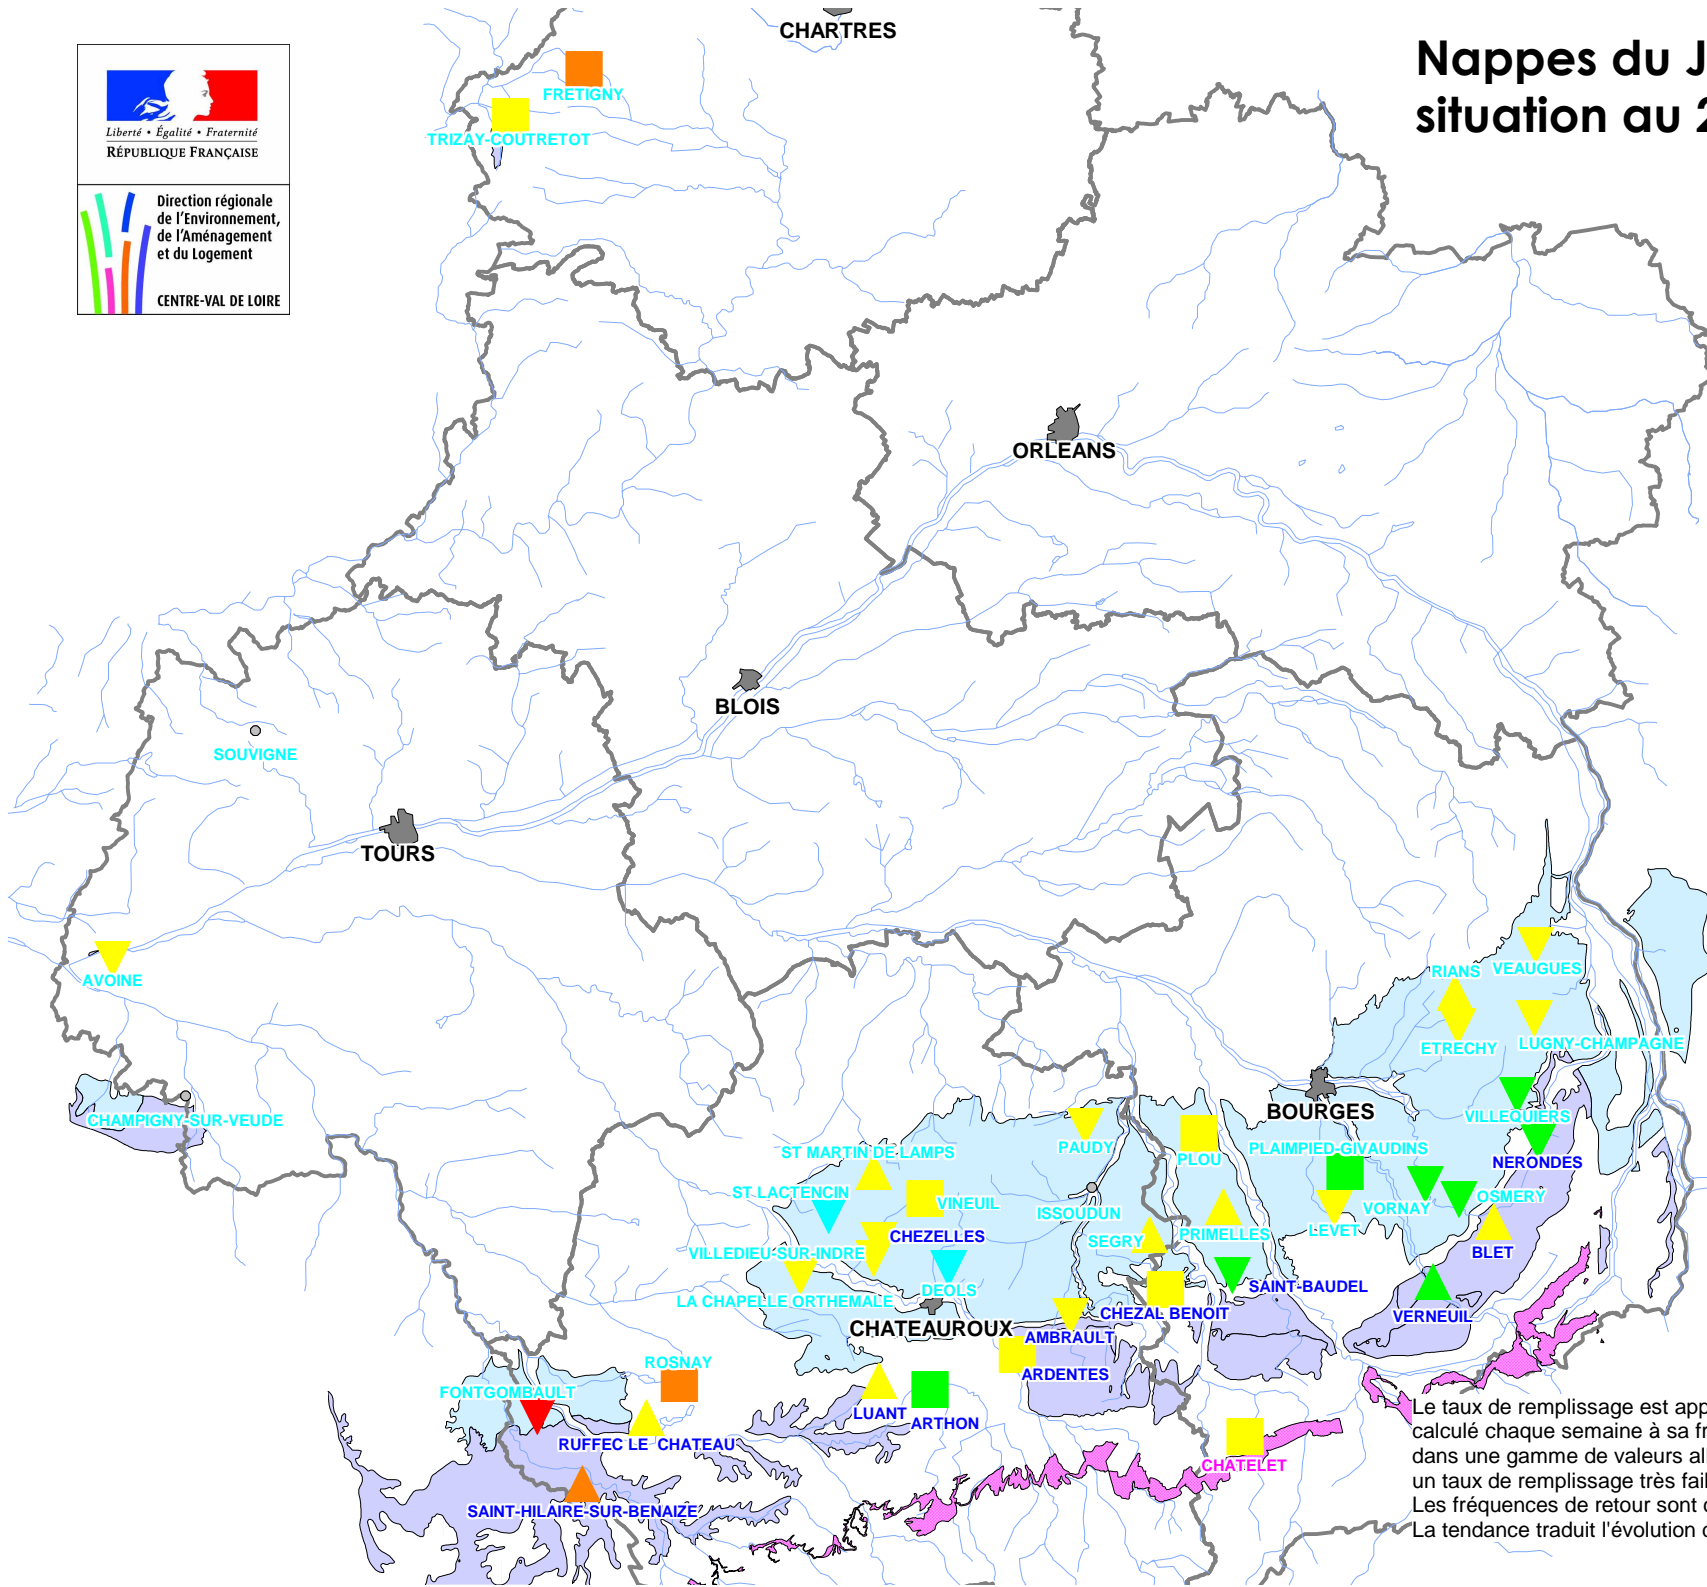 CHARTRES
Nappes du J
situation au 2
Liberté • Égalité • Fraternité
RÉPUBLIQUE FRANÇAISE
Direction régionale
de l'Environnement,
de l'Aménagement
et du Logement
CENTRE-VAL DE LOIRE
FRETIGNY
TRIZAY-COUTRETOT
ORLEANS
BLOIS
SOUVIGNE
TOURS
AVOINE
RIANS
VEAUGUES
ETRECHY
LUGNY-CHAMPAGNE
CHAMPIGNY-SUR-VEUDE
BOURGES
VILLEQUIERS
ST MARTIN DE LAMPS
PAUDY
PLOU
PLAIMPIED-GIVAUDINS
NERONDES
ST LACTENCIN
VINEUIL
ISSOUDUN
VORNAY
OSMERY
CHEZELLES
SEGRY
PRIMELLES
LEVET
VILLEDIEU-SUR-INDRE
BLET
DEOLS
SAINT-BAUDEL
LA CHAPELLE ORTHEMALE
CHEZAL BENOIT
VERNEUIL
CHATEAUROUX
AMBRAULT
ROSNAY
ARDENTES
FONTGOMBAULT
LUANT
ARTHON
RUFFEC LE CHATEAU
CHATELET
SAINT-HILAIRE-SUR-BENAIZE
Le taux de remplissage est app
calculé chaque semaine à sa fr
dans une gamme de valeurs all
un taux de remplissage très faib
Les fréquences de retour sont c
La tendance traduit l'évolution d